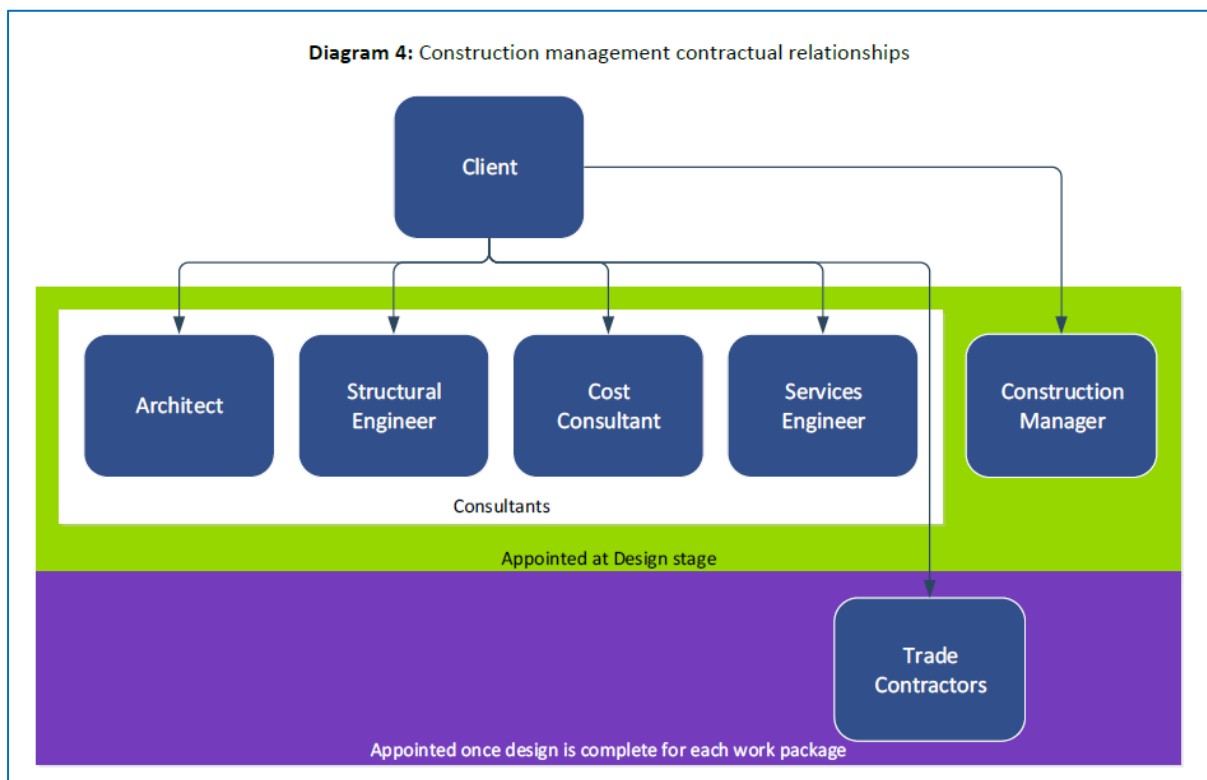 Diagram 4: Construction management contractual relationships
Client
Architect
Structural
Engineer
Cost
Consultant
Services
Engineer
Construction
Manager
Consultants
Appointed at Design stage
Trade
Contractors
Appointed once design is complete for each work package